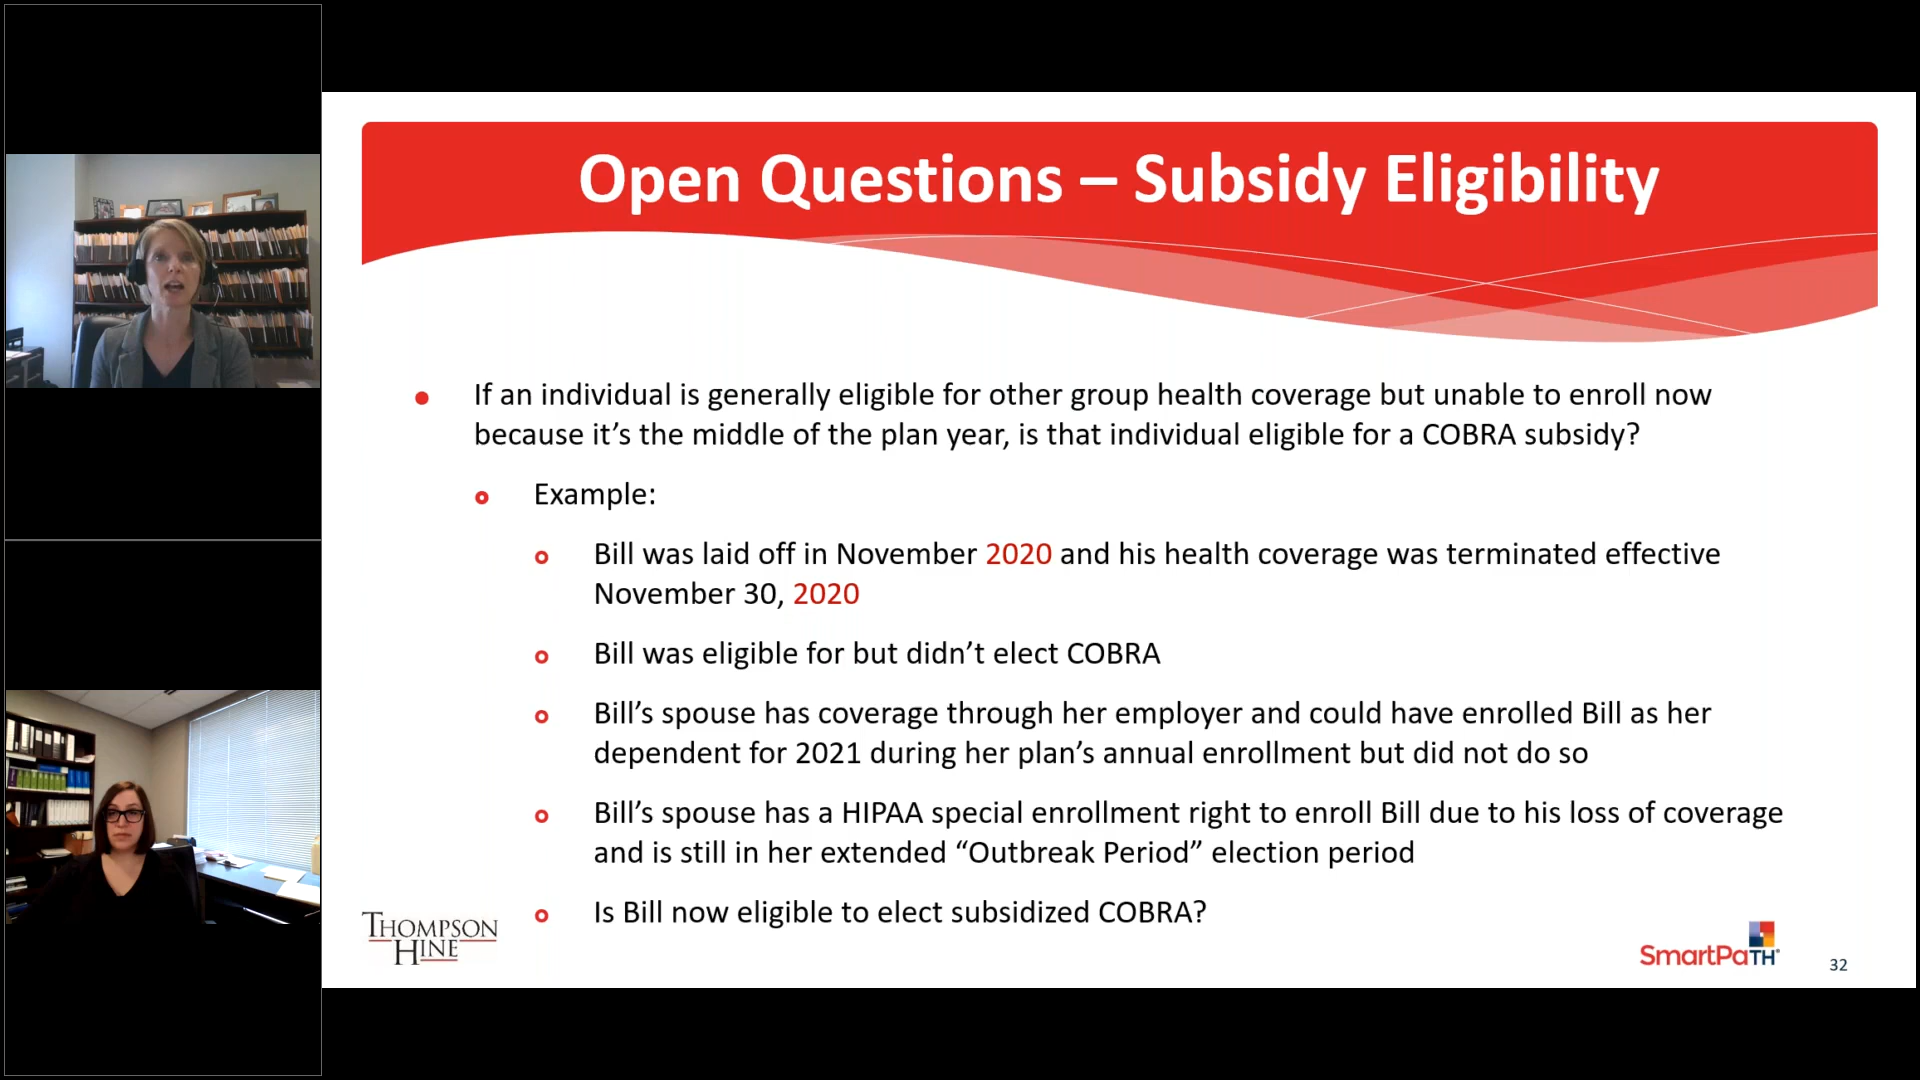 Open Questions – Subsidy Eligibility
If an individual is generally eligible for other group health coverage but unable to enroll now
because it’s the middle of the plan year, is that individual eligible for a COBRA subsidy?
Example:
Bill was laid off in November 2020 and his health coverage was terminated effective
November 30, 2020
Bill was eligible for but didn’t elect COBRA
Bill’s spouse has coverage through her employer and could have enrolled Bill as her
dependent for 2021 during her plan’s annual enrollment but did not do so
Bill’s spouse has a HIPAA special enrollment right to enroll Bill due to his loss of coverage
and is still in her extended “Outbreak Period” election period
Is Bill now eligible to elect subsidized COBRA?
THOMPSON
HINE
SmartPaTH
32